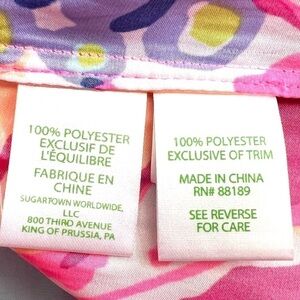 100% POLYESTER
EXCLUSIF DE
L'ÉQUILIBRE
FABRIQUE EN
CHINE
SUGARTOWN WORLDWIDE,
LLC
800 THIRD AVENUE
KING OF PRUSSIA, PA
100% POLYESTER
EXCLUSIVE OF TRIM
MADE IN CHINA
RN# 88189
SEE REVERSE
FOR CARE